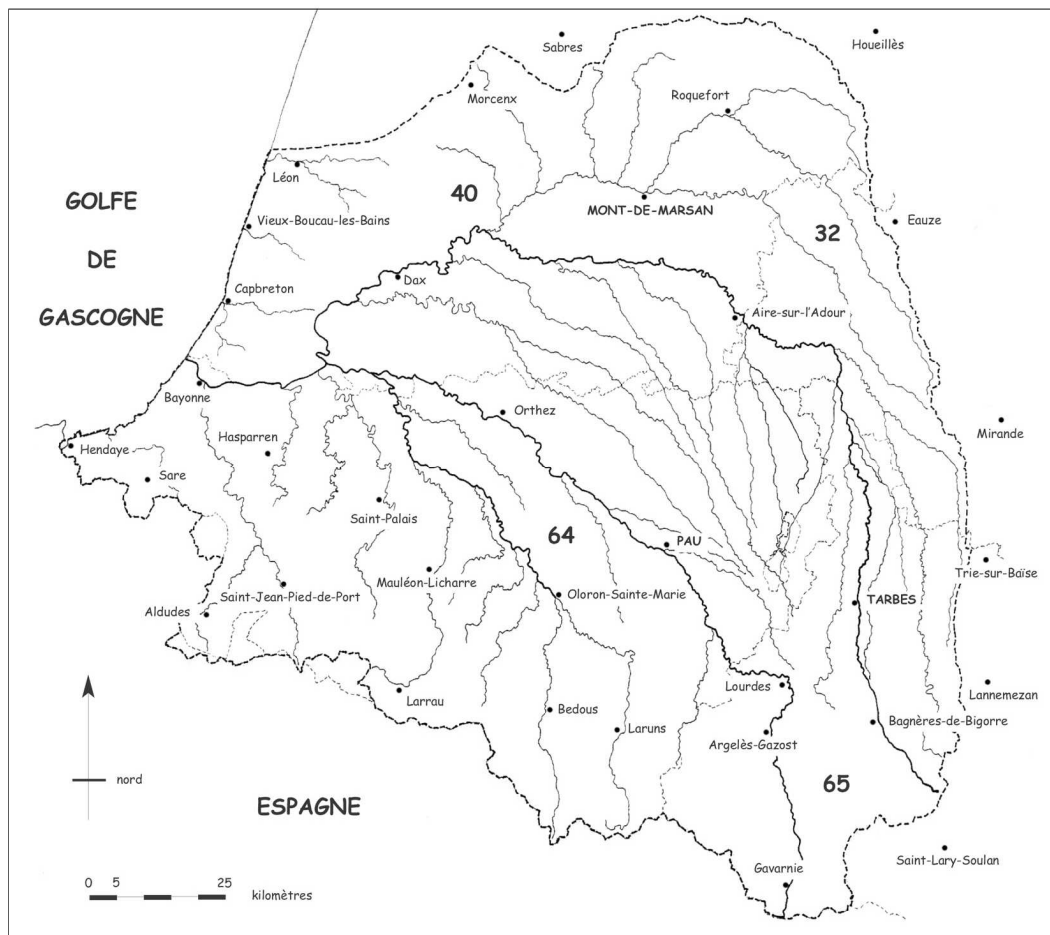 Sabres
Houeillès
Morcenx
Roquefort
Léon
GOLFE
DE
GASCOGNE
40
MONT-DE-MARSAN
Vieux-Boucau-les-Bains
32
Eauze
Dax
Capbreton
Aire-sur-l'Adour
Bayonne
Orthez
Mirande
Hendaye
Hasparren
Sare
Saint-Palais
64
PAU
Trie-sur-Baïse
Mauléon-Licharre
Saint-Jean-Pied-de-Port
Oloron-Sainte-Marie
TARBES
Aldudes
Larrau
Lourdes
Lannemezan
Bedous
Laruns
Argelès-Gazost
Bagnères-de-Bigorre
nord
ESPAGNE
65
Saint-Lary-Soulan
Gavarnie
0 5 25
kilomètres